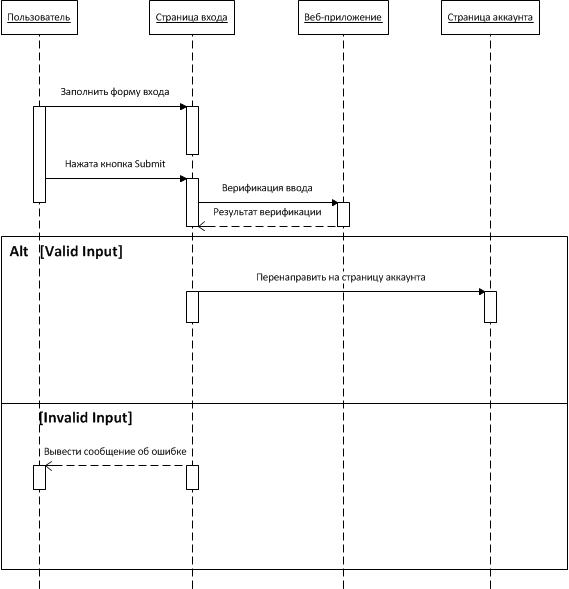 Пользователь
Страница входа
Веб-приложение
Страница аккаунта
Заполнить форму входа
Нажата кнопка Submit
Верификация ввода
Результат верификации
Alt [Valid Input]
Перенаправить на страницу аккаунта
[Invalid Input]
Вывести сообщение об ошибке